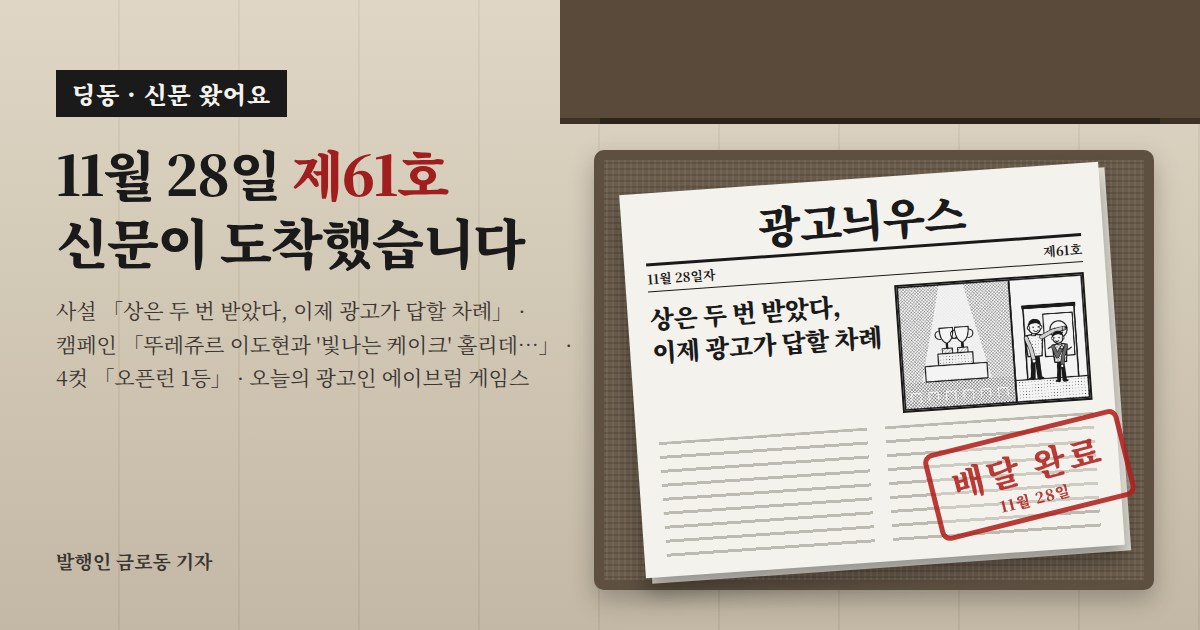 딩동 · 신문 왔어요
11월 28일 제61호
신문이 도착했습니다
사설 「상은 두 번 받았다, 이제 광고가 답할 차례」 ·
캠페인 「뚜레쥬르 이도현과 '빛나는 케이크' 홀리데…」 ·
4컷 「오픈런 1등」 · 오늘의 광고인 에이브럼 게임스
발행인 금로동 기자
광고늬우스
11월 28일자
제61호
상은 두 번 받았다,
이제 광고가 답할 차례
배달 완료
11월 28일